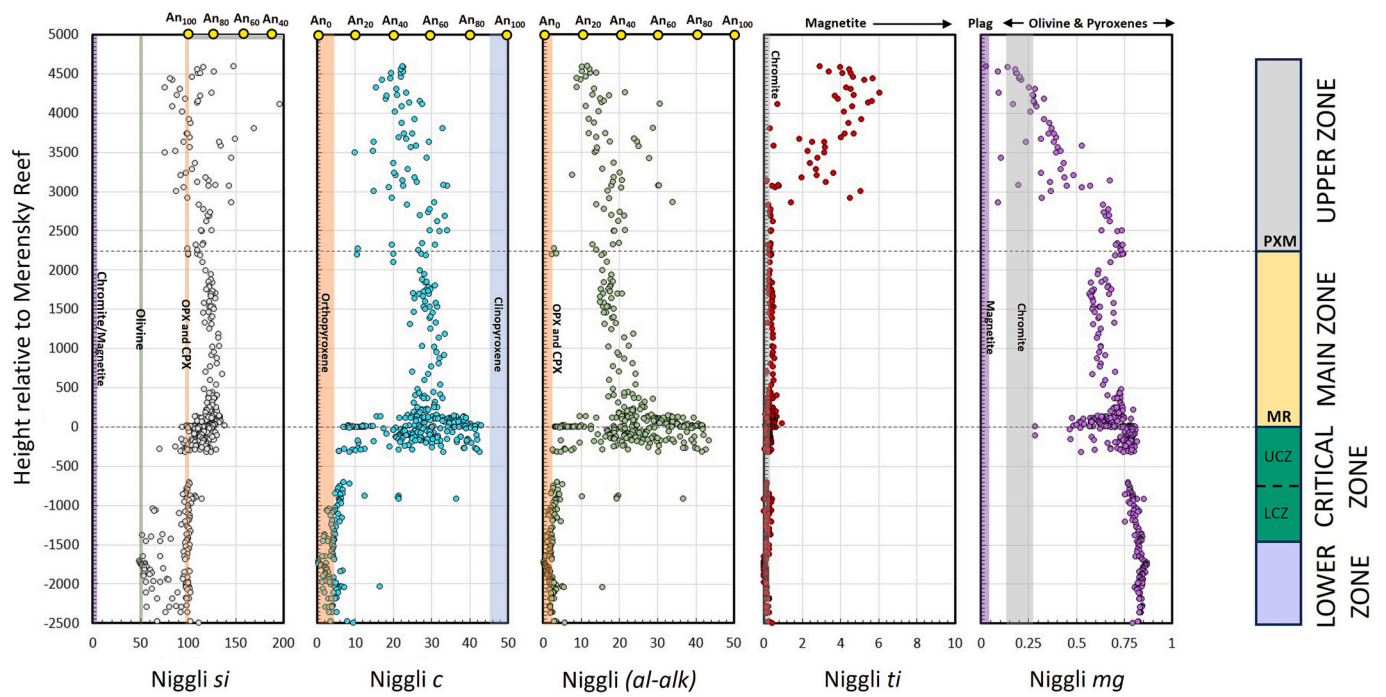 An100 An80 An60 An40
An0 An20 An40 An60 An80 An100
An0 An20 An40 An60 An80 An100
Magnetite
Plag Olivine & Pyroxenes
Height relative to Merensky Reef
5000
4500
4000
3500
3000
2500
2000
1500
1000
500
0
-500
-1000
-1500
-2000
-2500
Chromite/Magnetite
Olivine
OPX and CPX
Orthopyroxene
Clinopyroxene
OPX and CPX
Chromite
Magnetite
Chromite
0 50 100 150 200
0 10 20 30 40 50
0 10 20 30 40 50
0 2 4 6 8 10
0 0.25 0.5 0.75 1
Niggli si
Niggli c
Niggli (al-alk)
Niggli ti
Niggli mg
PXM
MR
UCZ
LCZ
UPPER ZONE
MAIN ZONE
CRITICAL
ZONE
LOWER
ZONE